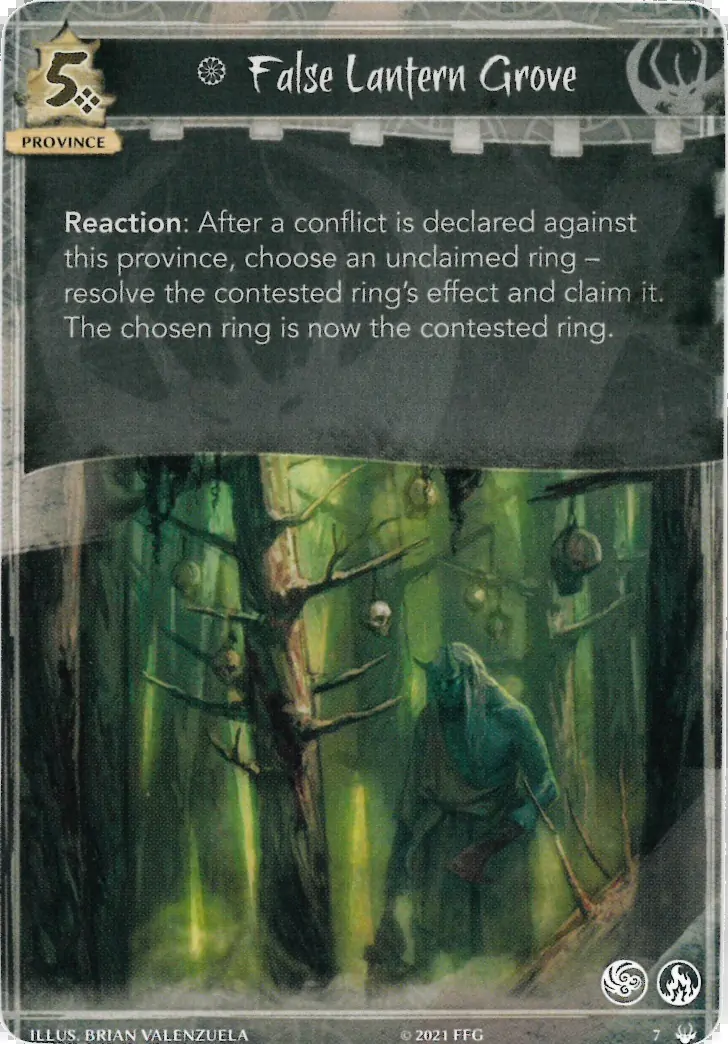 5
False Lantern Grove
PROVINCE
Reaction: After a conflict is declared against
this province, choose an unclaimed ring –
resolve the contested ring's effect and claim it.
The chosen ring is now the contested ring.
ILLUS. BRIAN VALENZUELA
© 2021 FFG
7